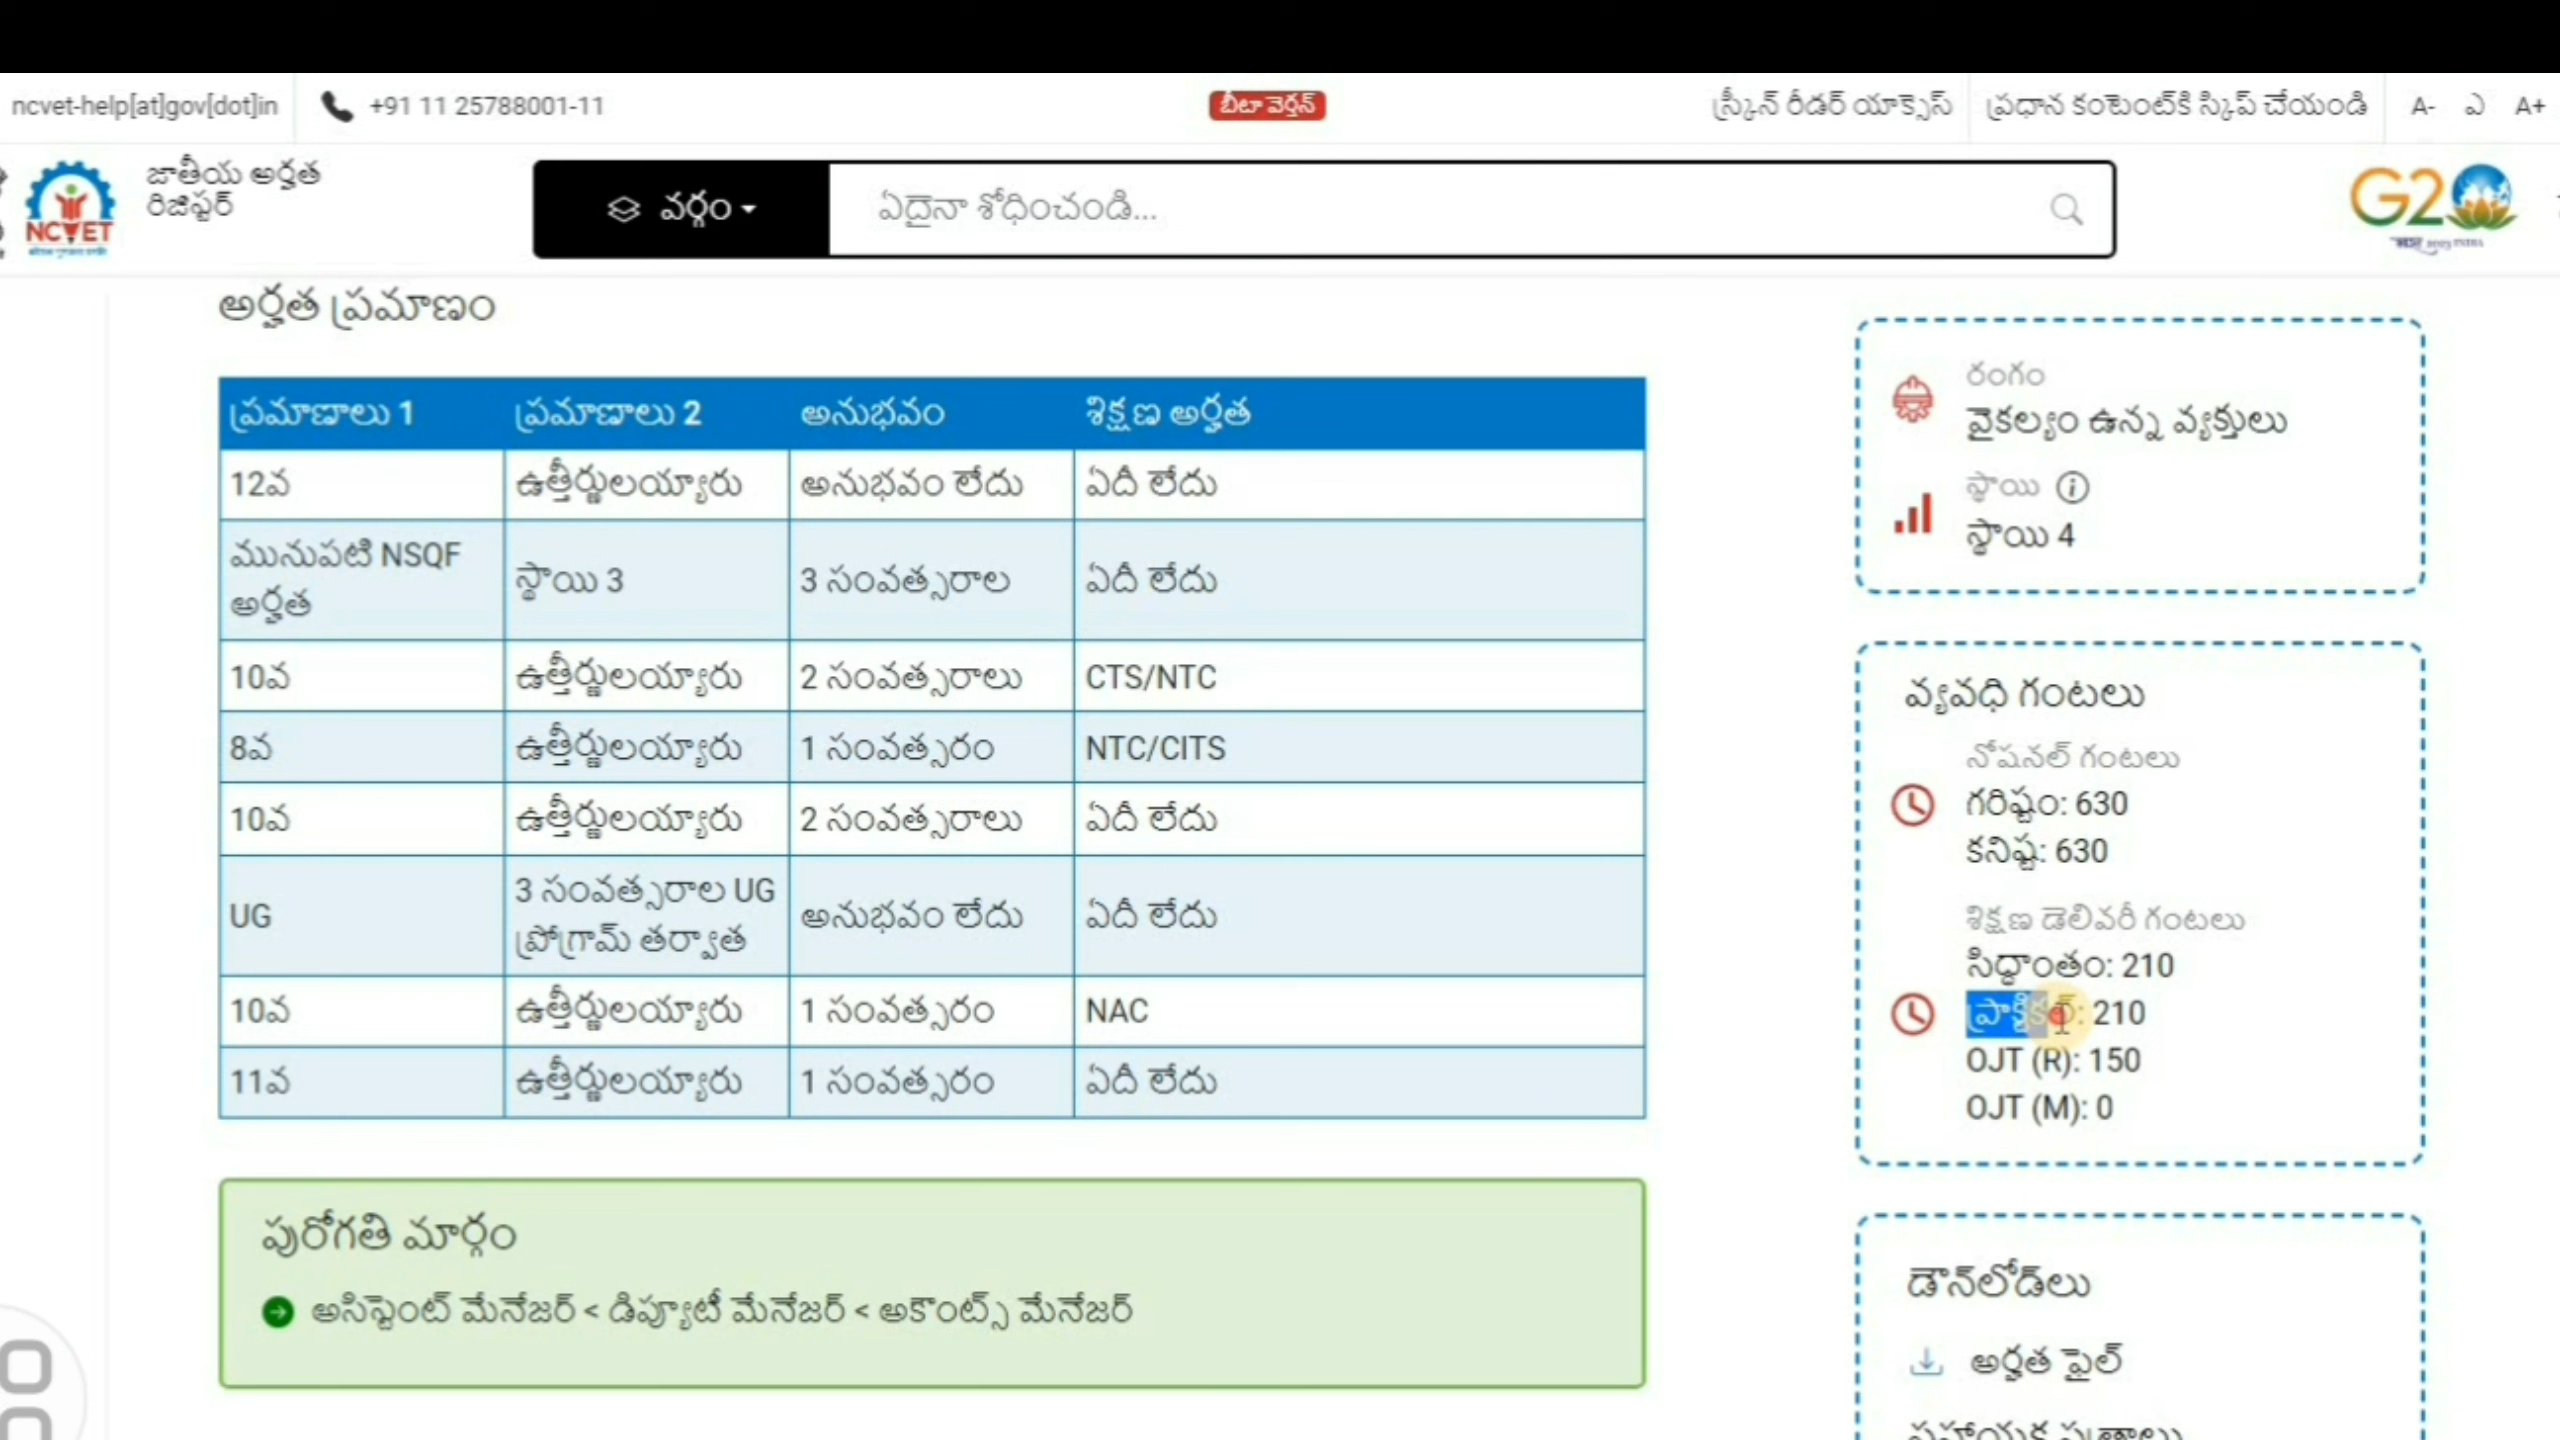 ncvet-help[at]gov[dot]in
+91 11 25788001-11
బీటా వెర్షన్
స్క్రీన్ రీడర్ యాక్సెస్
ప్రధాన కంటెంట్‌కి స్కిప్ చేయండి
A-
ఎ
A+
NCVET
జాతీయ అర్హత
రిజిస్టర్
వర్గం
ఏదైనా శోధించండి...
G20
అర్హత ప్రమాణం
ప్రమాణాలు 1 ప్రమాణాలు 2 అనుభవం శిక్షణ అర్హత
12వ ఉత్తీర్ణులయ్యారు అనుభవం లేదు ఏదీ లేదు
మునుపటి NSQF
అర్హత
స్థాయి 3 3 సంవత్సరాల ఏదీ లేదు
10వ ఉత్తీర్ణులయ్యారు 2 సంవత్సరాలు CTS/NTC
8వ ఉత్తీర్ణులయ్యారు 1 సంవత్సరం NTC/CITS
10వ ఉత్తీర్ణులయ్యారు 2 సంవత్సరాలు ఏదీ లేదు
UG
3 సంవత్సరాల UG
ప్రోగ్రామ్ తర్వాత
అనుభవం లేదు ఏదీ లేదు
10వ ఉత్తీర్ణులయ్యారు 1 సంవత్సరం NAC
11వ ఉత్తీర్ణులయ్యారు 1 సంవత్సరం ఏదీ లేదు
పురోగతి మార్గం
అసిస్టెంట్ మేనేజర్ < డిప్యూటీ మేనేజర్ < అకౌంట్స్ మేనేజర్
రంగం
వైకల్యం ఉన్న వ్యక్తులు
స్థాయి
స్థాయి 4
వ్యవధి గంటలు
నోషనల్ గంటలు
గరిష్టం: 630
కనిష్ట: 630
శిక్షణ డెలివరీ గంటలు
సిద్ధాంతం: 210
ప్రాక్టికల్: 210
OJT (R): 150
OJT (M): 0
డౌన్‌లోడ్‌లు
అర్హత ఫైల్